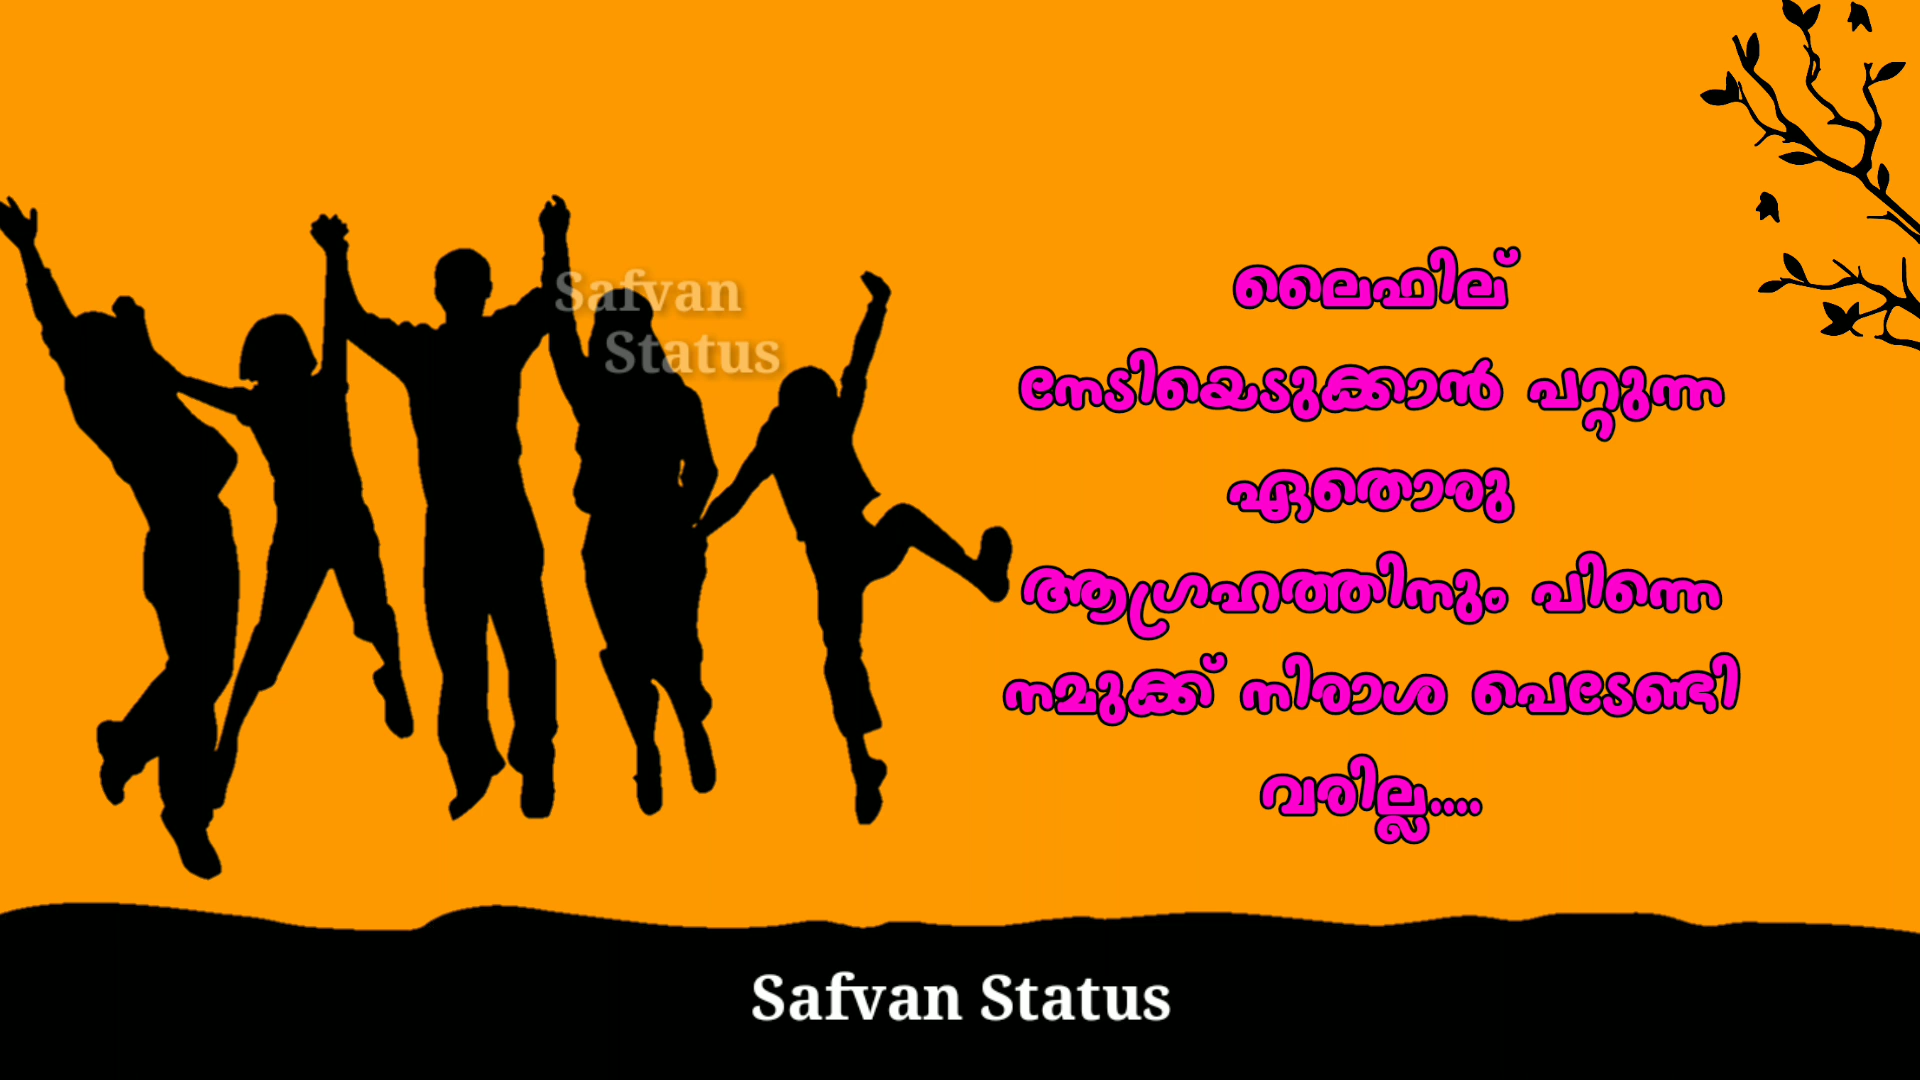 Safvan
Status
ലൈഫില്
നേടിയെടുക്കാൻ പറ്റുന്ന
ഏതൊരു
ആഗ്രഹത്തിനും പിന്നെ
നമുക്ക് നിരാശ പെടേണ്ടി
വരില്ല....
Safvan Status